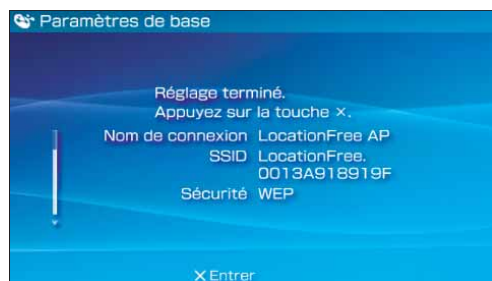 Paramètres de base
Réglage terminé.
Appuyez sur la touche ×.
Nom de connexion LocationFree AP
SSID LocationFree.
0013A918919F
Sécurité WEP
×Entrer